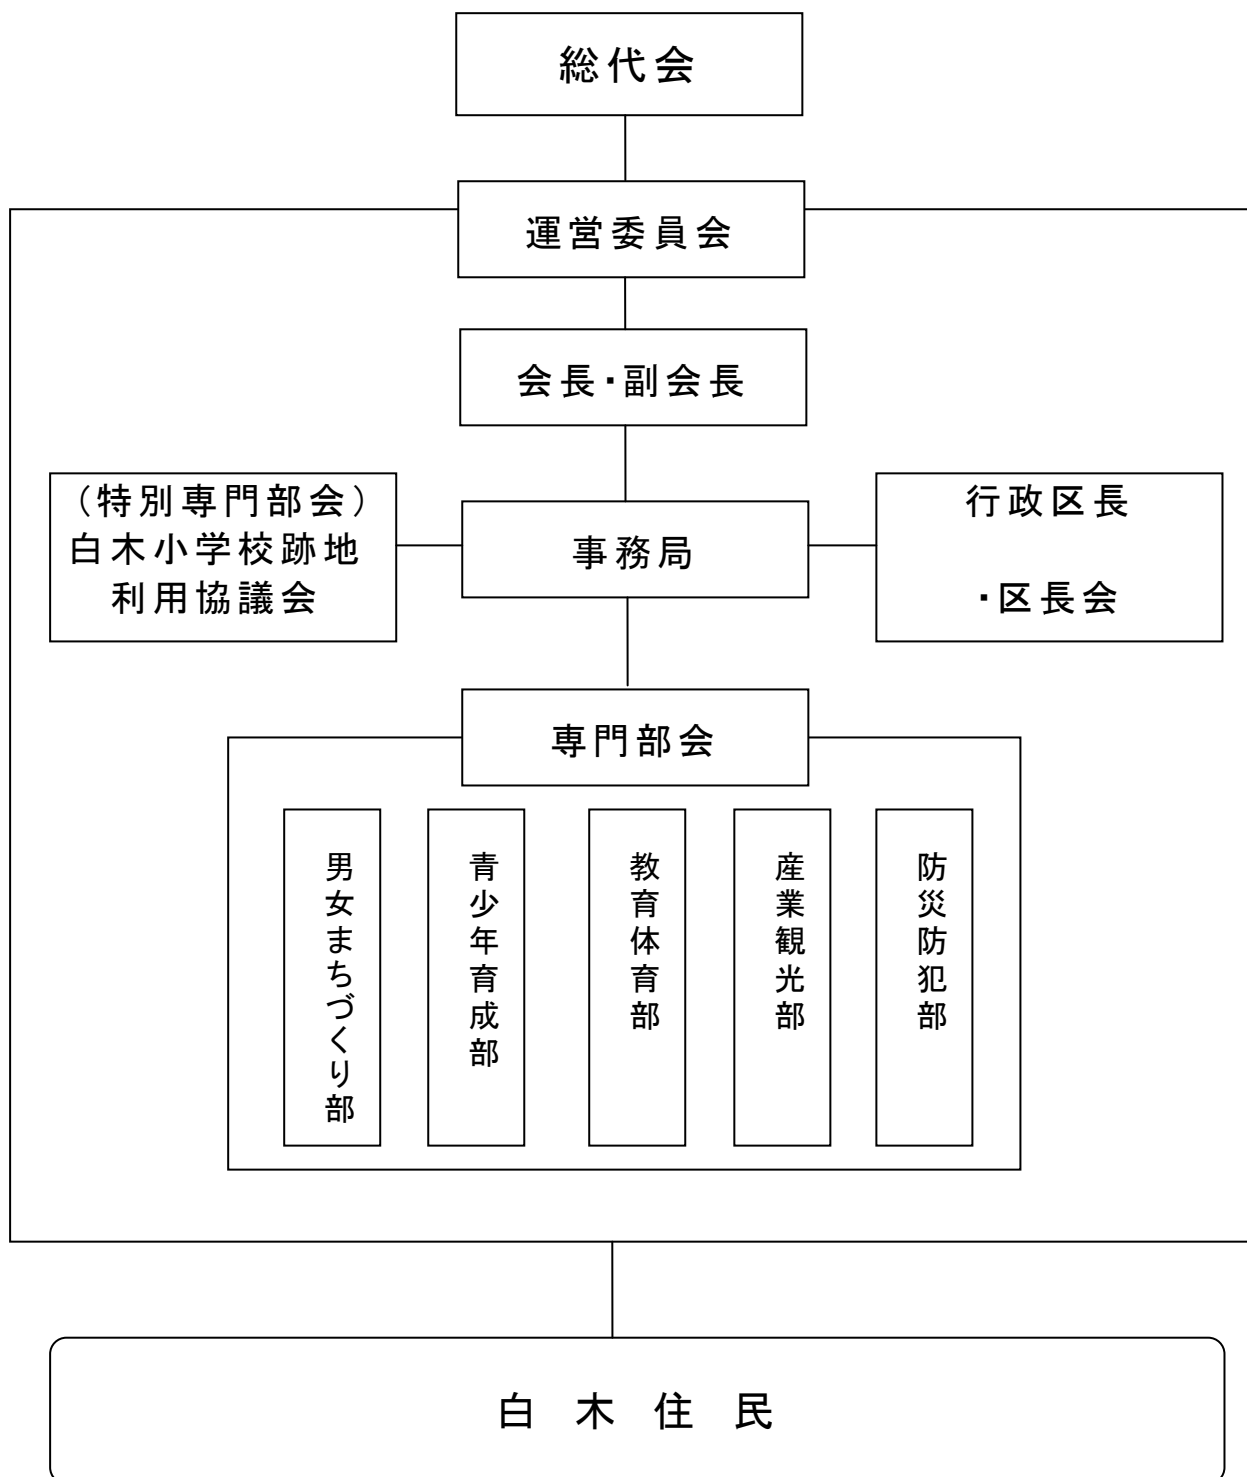 総代会
運営委員会
会長・副会長
（特別専門部会）
白木小学校跡地
利用協議会
事務局
行政区長
・区長会
専門部会
男女まちづくり部
青少年育成部
教育体育部
産業観光部
防災防犯部
白木住民